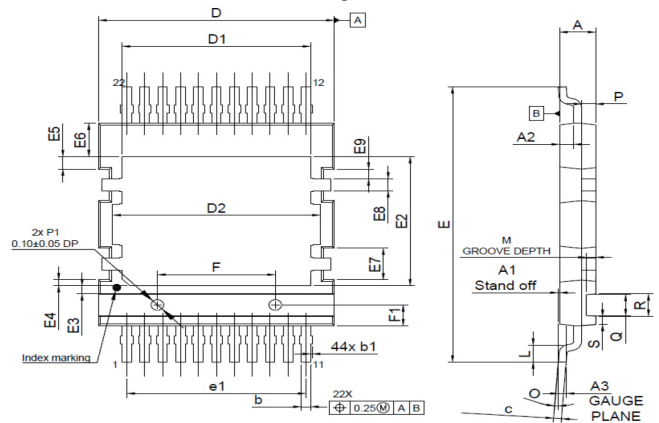 D
A
D1
22
12
E5
E6
E9
E8
E2
D2
2x P1
0.10±0.05 DP
F
E7
E4
E3
F1
Index marking
44x b1
1
11
e1
b
22X
⌖ 0.25Ⓜ A B
A
P
B
A2
E
M
GROOVE DEPTH
A1
Stand off
R
Q
S
L
O
A3
GAUGE
PLANE
c